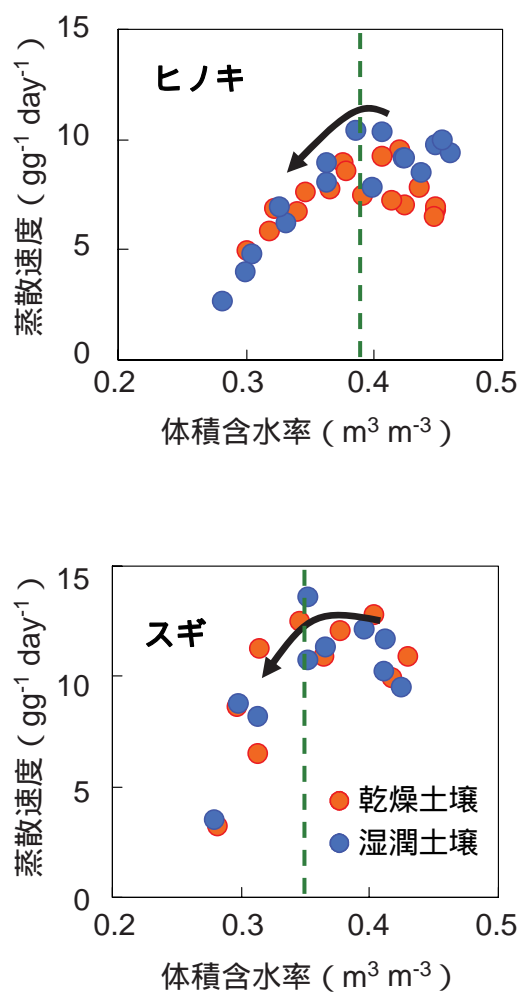 15
ヒノキ
10
5
0
蒸散速度（gg⁻¹ day⁻¹）
0.2 0.3 0.4 0.5
体積含水率（m³ m⁻³）
15
スギ
10
5
0
蒸散速度（gg⁻¹ day⁻¹）
乾燥土壌
湿潤土壌
0.2 0.3 0.4 0.5
体積含水率（m³ m⁻³）